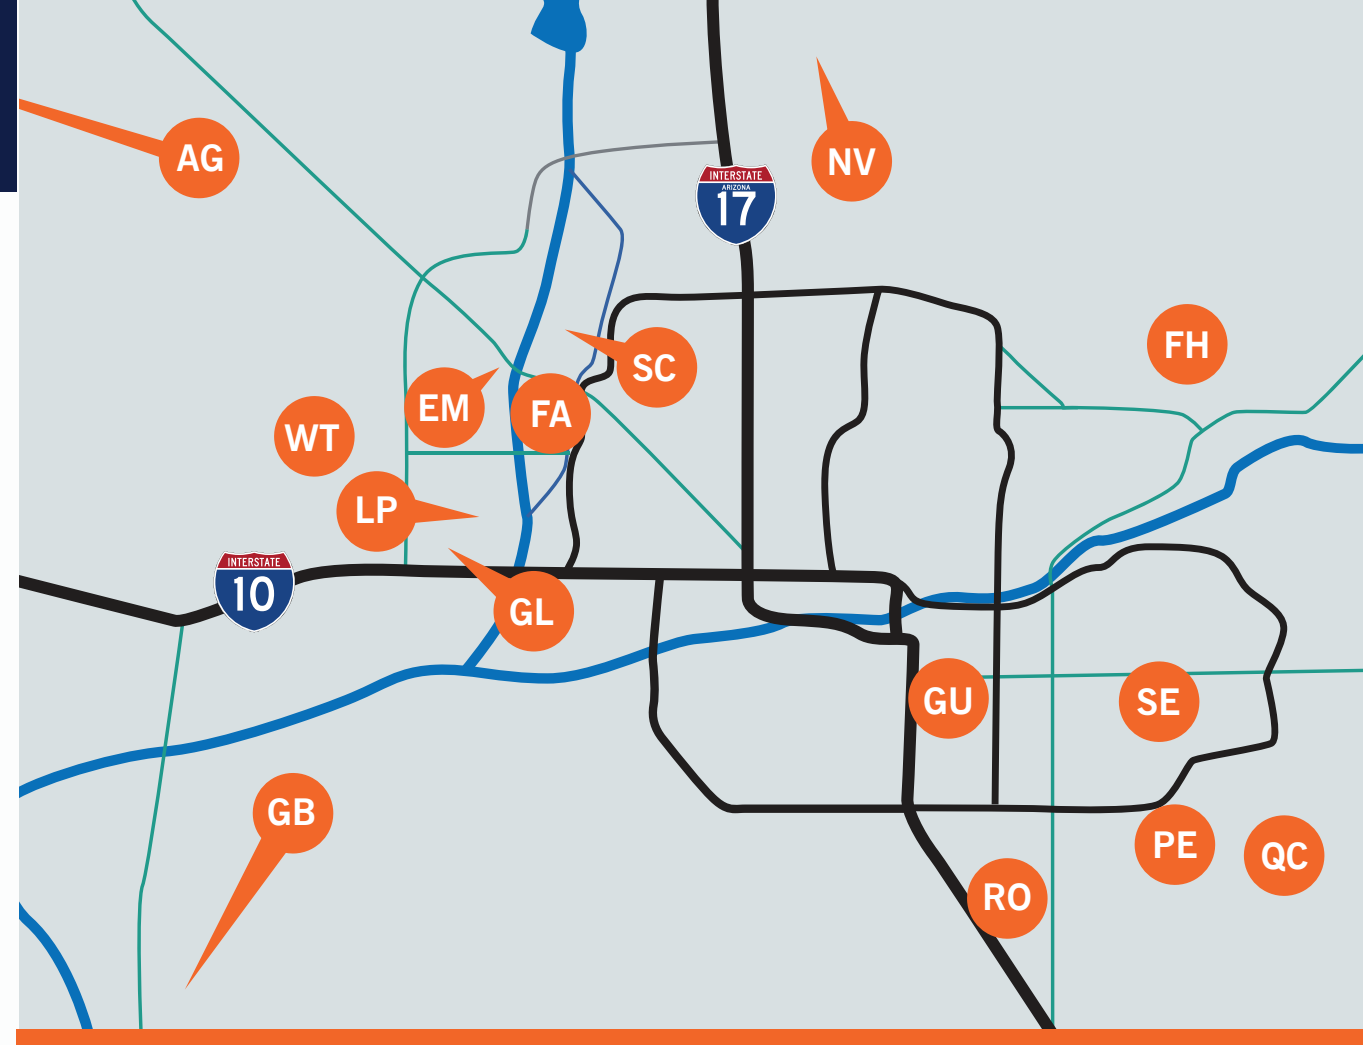 AG
NV
INTERSTATE
ARIZONA
17
FH
SC
EM
FA
WT
LP
INTERSTATE
10
GL
GU
SE
GB
PE
QC
RO